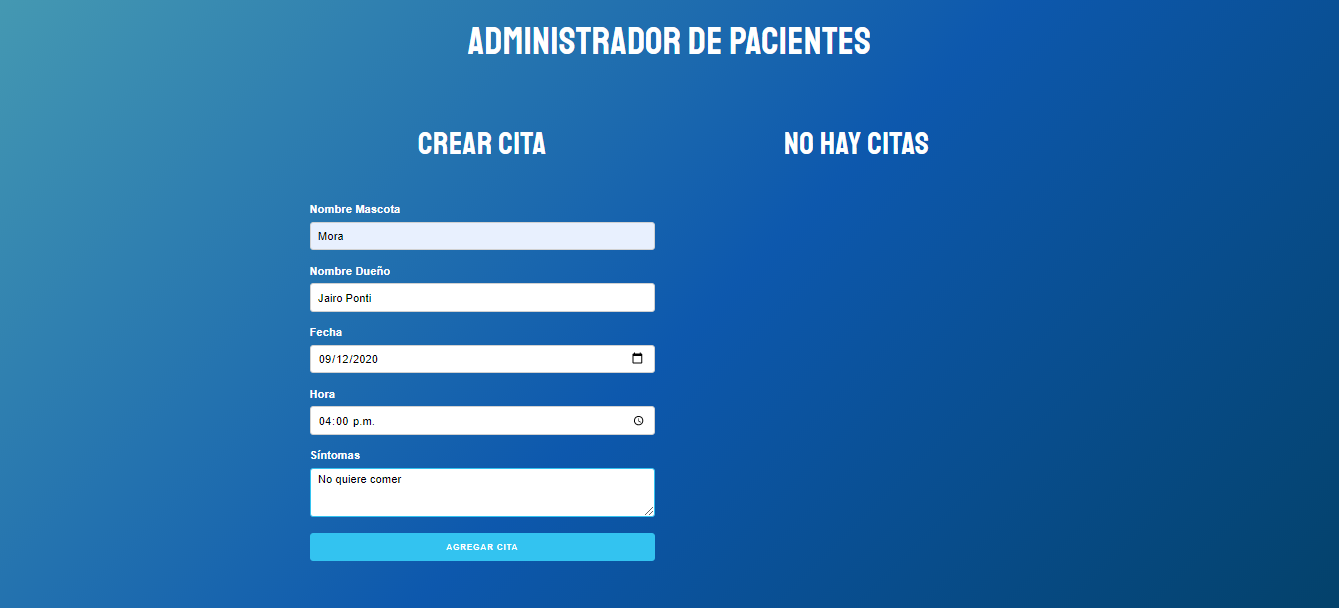 ADMINISTRADOR DE PACIENTES
CREAR CITA
Nombre Mascota
Mora
Nombre Dueño
Jairo Ponti
Fecha
09/12/2020
Hora
04:00 p.m.
Síntomas
No quiere comer
AGREGAR CITA
NO HAY CITAS